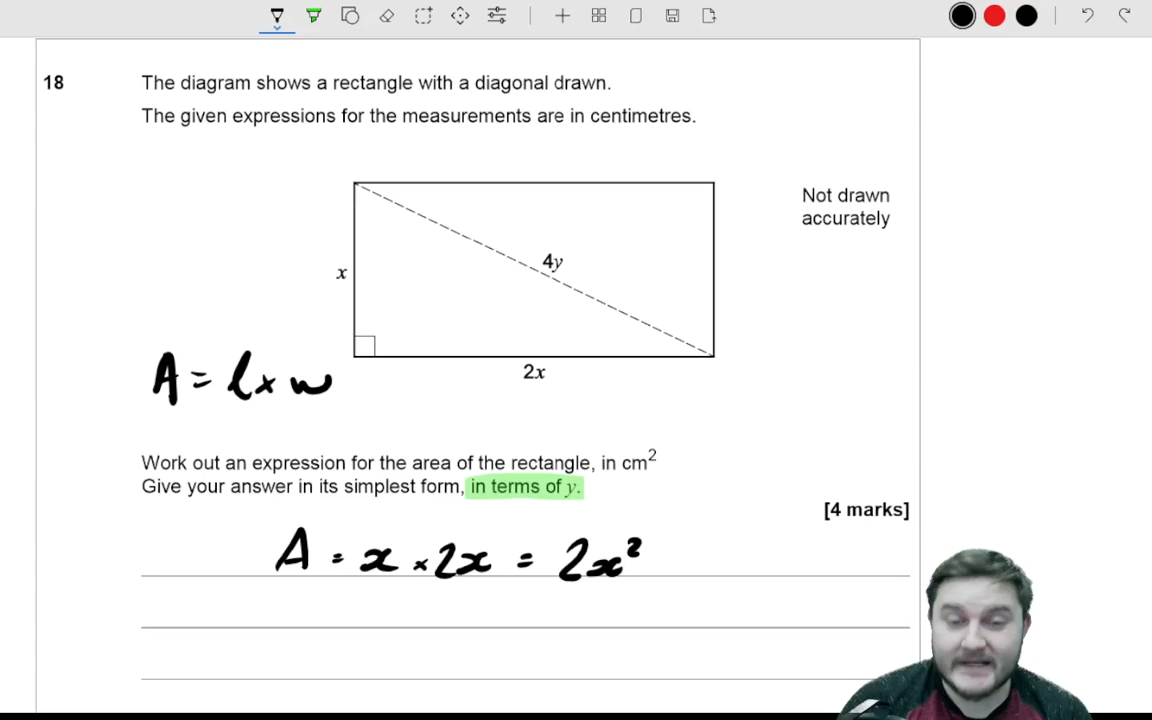 18 The diagram shows a rectangle with a diagonal drawn.
The given expressions for the measurements are in centimetres.
Not drawn
accurately
4y
x
2x
A = l × w
Work out an expression for the area of the rectangle, in cm²
Give your answer in its simplest form, in terms of y.
[4 marks]
A = x × 2x = 2x²